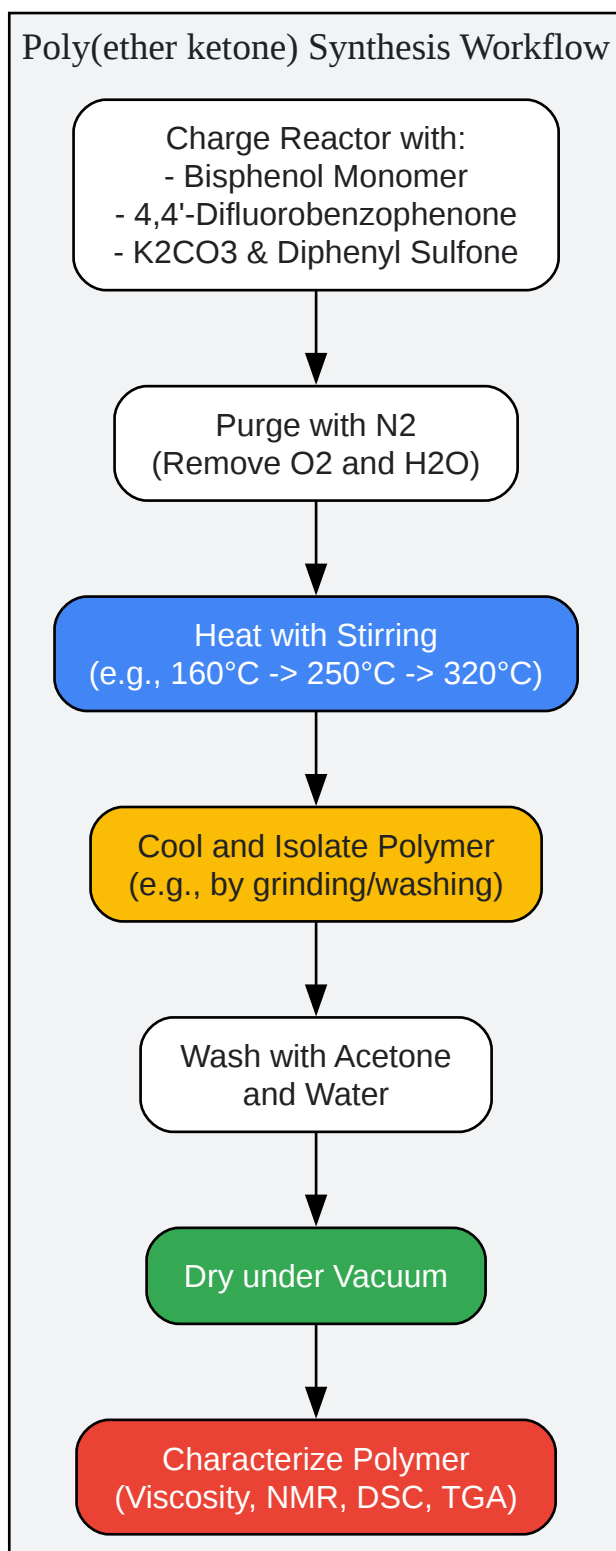 Poly(ether ketone) Synthesis Workflow
Charge Reactor with:
- Bisphenol Monomer
- 4,4'-Difluorobenzophenone
- K2CO3 & Diphenyl Sulfone
Purge with N2
(Remove O2 and H2O)
Heat with Stirring
(e.g., 160°C -> 250°C -> 320°C)
Cool and Isolate Polymer
(e.g., by grinding/washing)
Wash with Acetone
and Water
Dry under Vacuum
Characterize Polymer
(Viscosity, NMR, DSC, TGA)